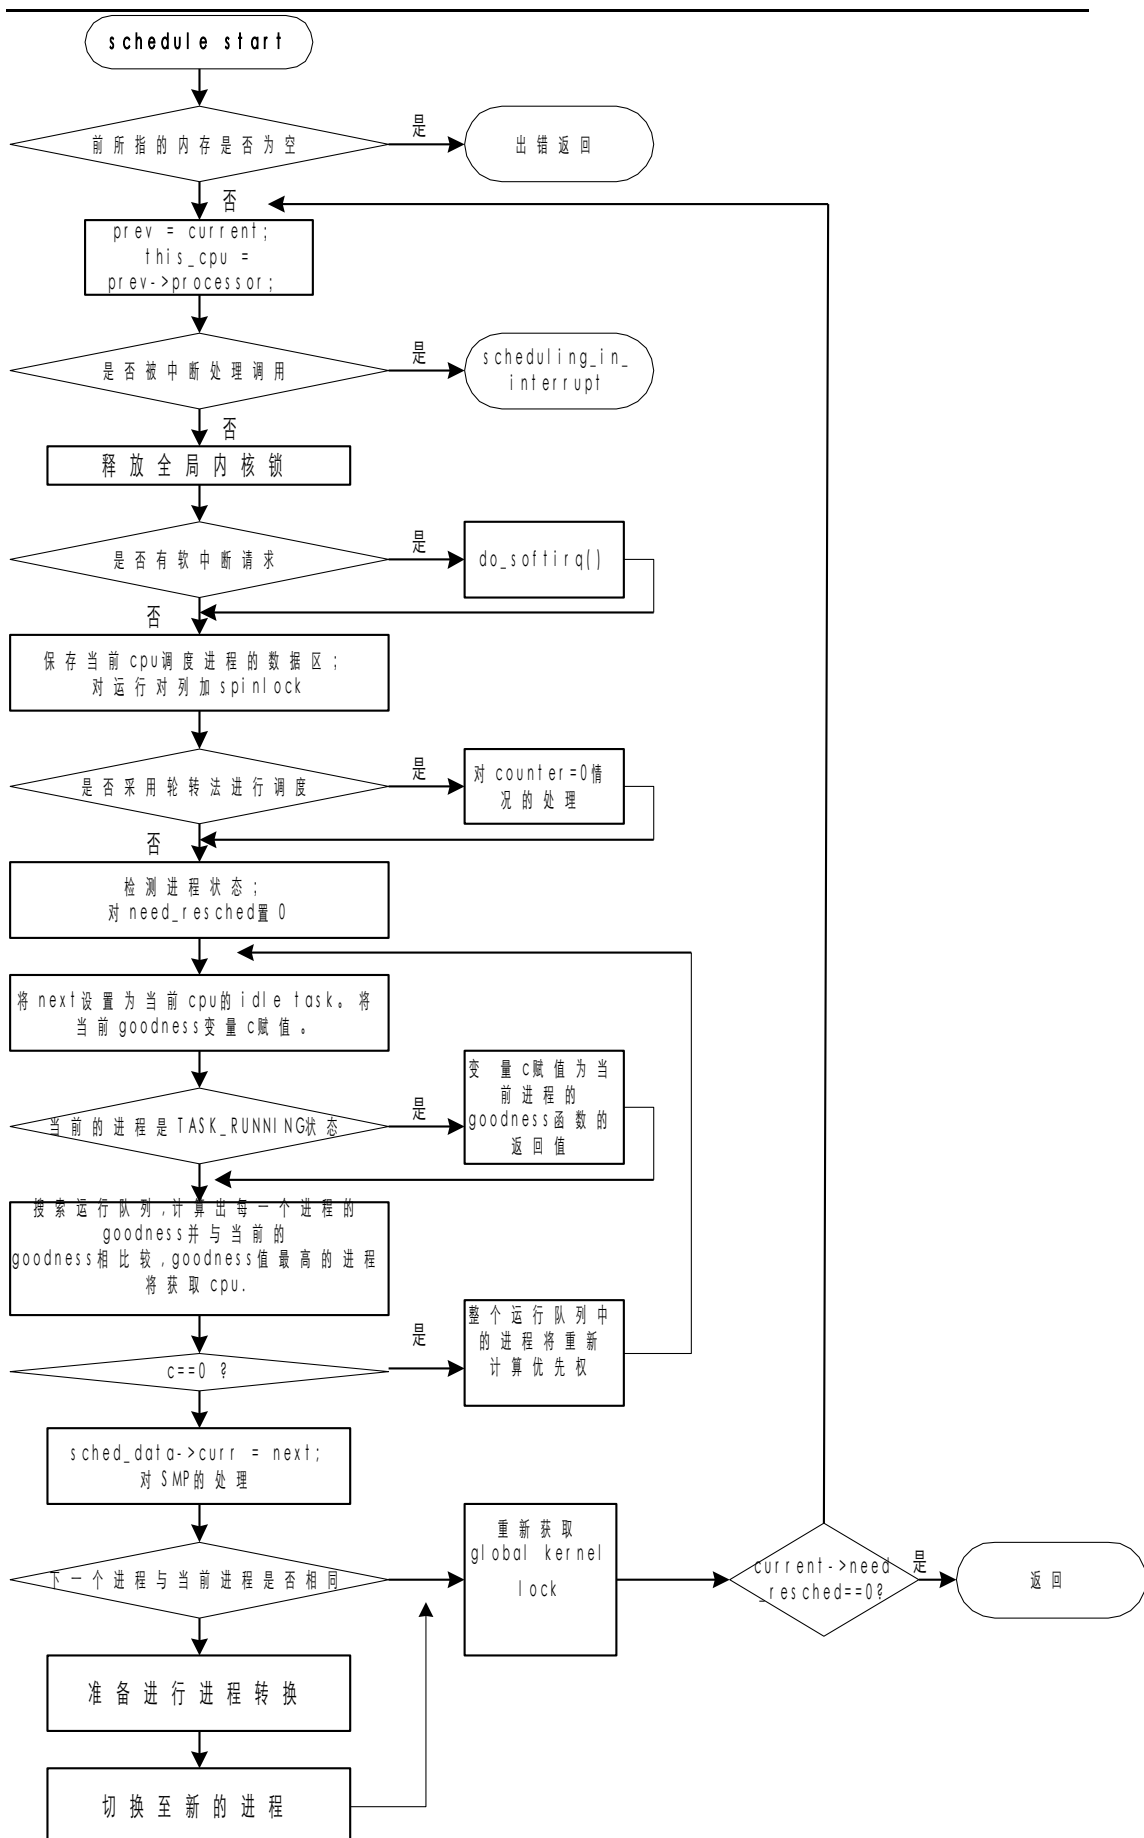 schedule start
前所指的内存是否为空
是
出错返回
否
prev = current;
this_cpu =
prev->processor;
是否被中断处理调用
是
scheduling_in_
interrupt
否
释放全局内核锁
是否有软中断请求
是
do_softirq()
否
保存当前cpu调度进程的数据区;
对运行对列加spinlock
是否采用轮转法进行调度
是
对counter=0情
况的处理
否
检测进程状态;
对need_resched置0
将next设置为当前cpu的idle task。将
当前goodness变量c赋值。
当前的进程是TASK_RUNNING状态
是
变 量c赋值为当
前进程的
goodness函数的
返回值
搜索运行队列,计算出每一个进程的
goodness并与当前的
goodness相比较,goodness值最高的进程
将获取cpu.
c==0 ?
是
整个运行队列中
的进程将重新
计算优先权
sched_data->curr = next;
对SMP的处理
下一个进程与当前进程是否相同
重新获取
global kernel
lock
current->need
_resched==0?
是
返回
准备进行进程转换
切换至新的进程